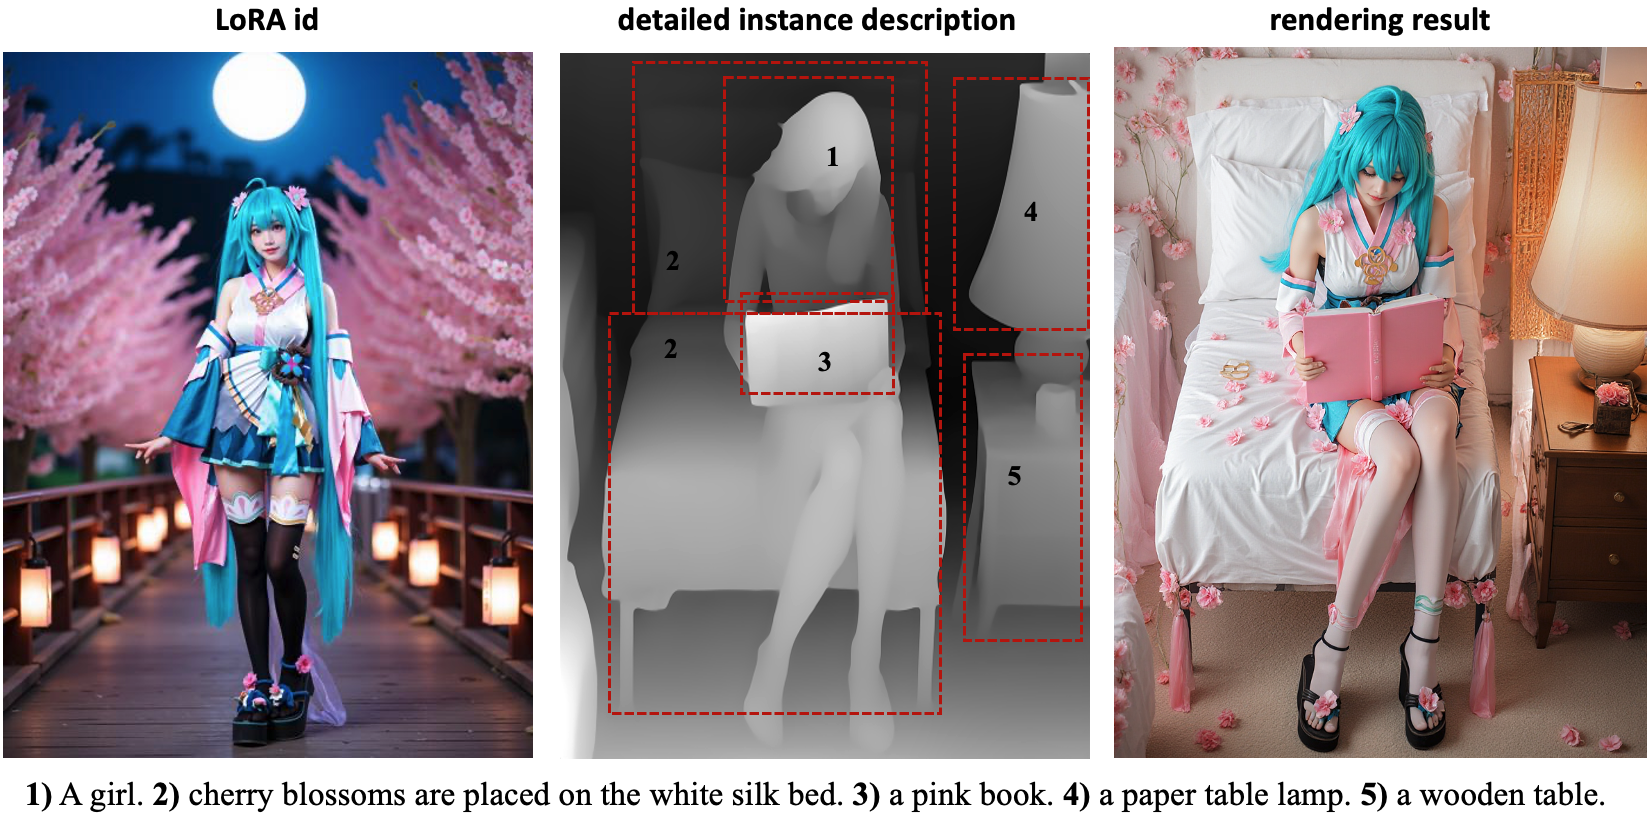 LoRA id
detailed instance description
rendering result
1
2
4
2
3
5
1) A girl. 2) cherry blossoms are placed on the white silk bed. 3) a pink book. 4) a paper table lamp. 5) a wooden table.